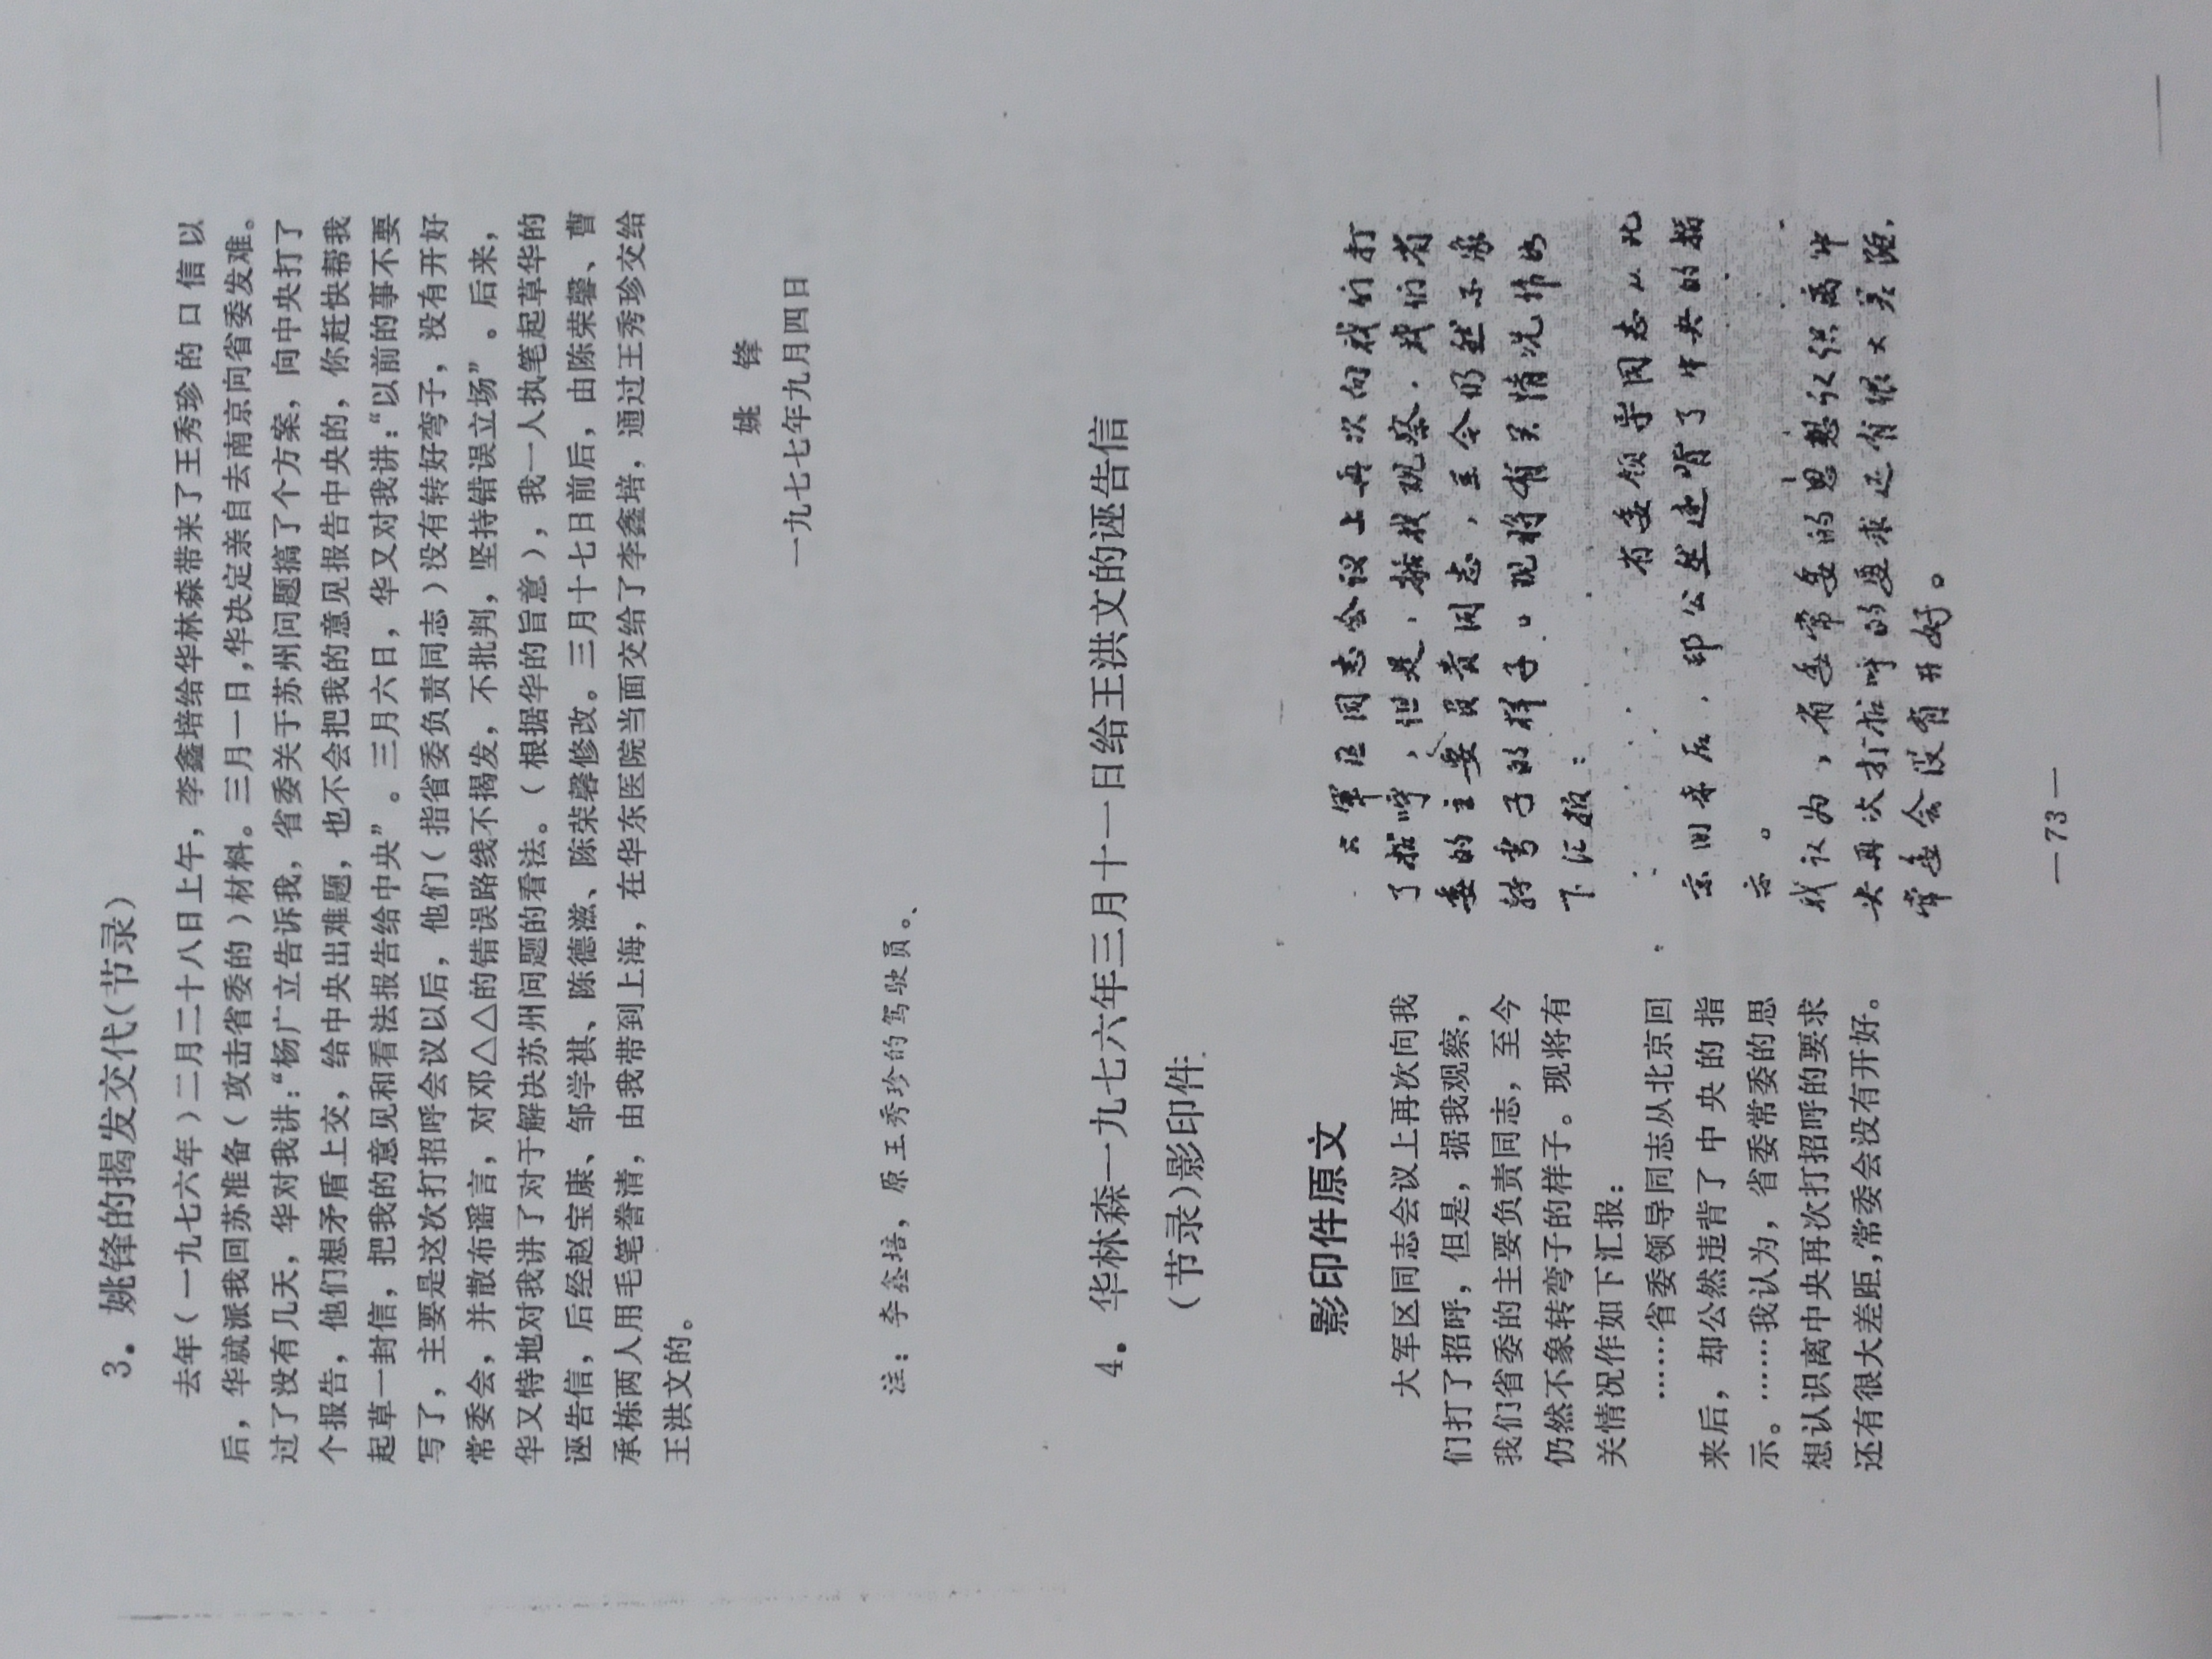 3．姚锋的揭发交代（节录）
去年（一九七六年）二月二十八日上午，李鑫培给华林森带来了王秀珍的口信以
后，华就派我回苏准备（攻击省委的）材料。三月一日，华决定亲自去南京向省委发难。
过了没有几天，华对我讲：“杨广立告诉我，省委关于苏州问题搞了个方案，向中央打了
个报告，他们想矛盾上交，给中央出难题，也不会把我的意见报告中央的，你赶快帮我
起草一封信，把我的意见和看法报告给中央”。三月六日，华又对我讲：“以前的事不要
写了，主要是这次打招呼会议以后，他们（指省委负责同志）没有转好弯子，没有开好
常委会，并散布谣言，对邓△△的错误路线不揭发，不批判，坚持错误立场”。后来，
华又特地对我讲了对于解决苏州问题的看法。（根据华的旨意），我一人执笔起草华的
诬告信，后经赵宝康、邹学祺、陈德滋、陈荣馨修改。三月十七日前后，由陈荣馨、曹
承栋两人用毛笔誊清，由我带到上海，在华东医院当面交给了李鑫培，通过王秀珍交给
王洪文的。
姚　锋
一九七七年九月四日
注：李鑫培，原王秀珍的驾驶员。
4．华林森一九七六年三月十一日给王洪文的诬告信
（节录）影印件
影印件原文
大军区同志会议上再次向我
们打了招呼，但是，据我观察，
我们省委的主要负责同志，至今
仍然不象转弯子的样子。现将有
关情况作如下汇报：
……省委领导同志从北京回
来后，却公然违背了中央的指
示。……我认为，省委常委的思
想认识离中央再次打招呼的要求
还有很大差距，常委会没有开好。
大军区同志会议上再次向我们打
了招呼，但是，据我观察，我们省
委的主要负责同志，至今仍然不象
转弯子的样子。现将有关情况作如
下汇报：
省委领导同志从北
京回来后，却公然违背了中央的指
示。
我认为，省委常委的思想认识离中
央再次打招呼的要求还有很大差距，
常委会没有开好。
—73—